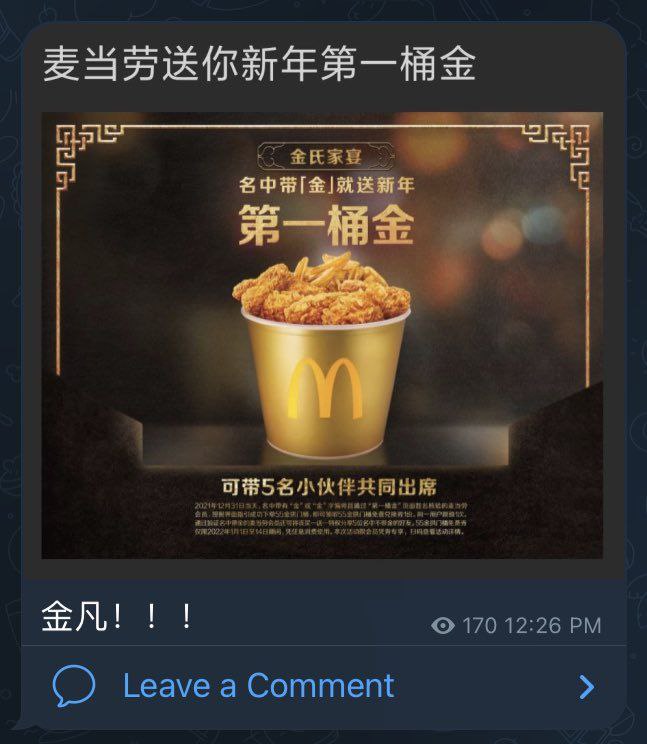 麦当劳送你新年第一桶金
金氏家宴
名中带「金」就送新年
第一桶金
可带5名小伙伴共同出席
金凡！！！
170 12:26 PM
Leave a Comment